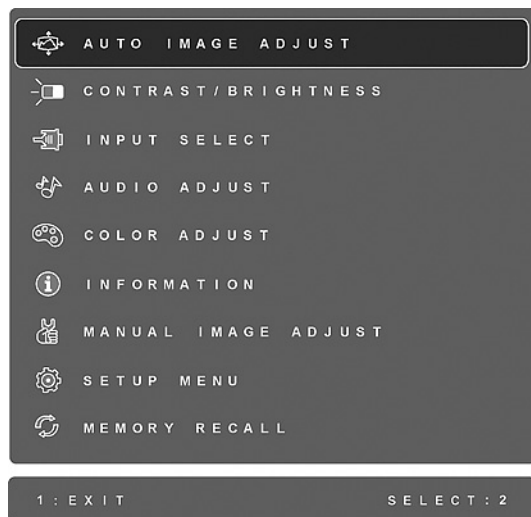 AUTO IMAGE ADJUST
CONTRAST/BRIGHTNESS
INPUT SELECT
AUDIO ADJUST
COLOR ADJUST
INFORMATION
MANUAL IMAGE ADJUST
SETUP MENU
MEMORY RECALL
1:EXIT SELECT:2